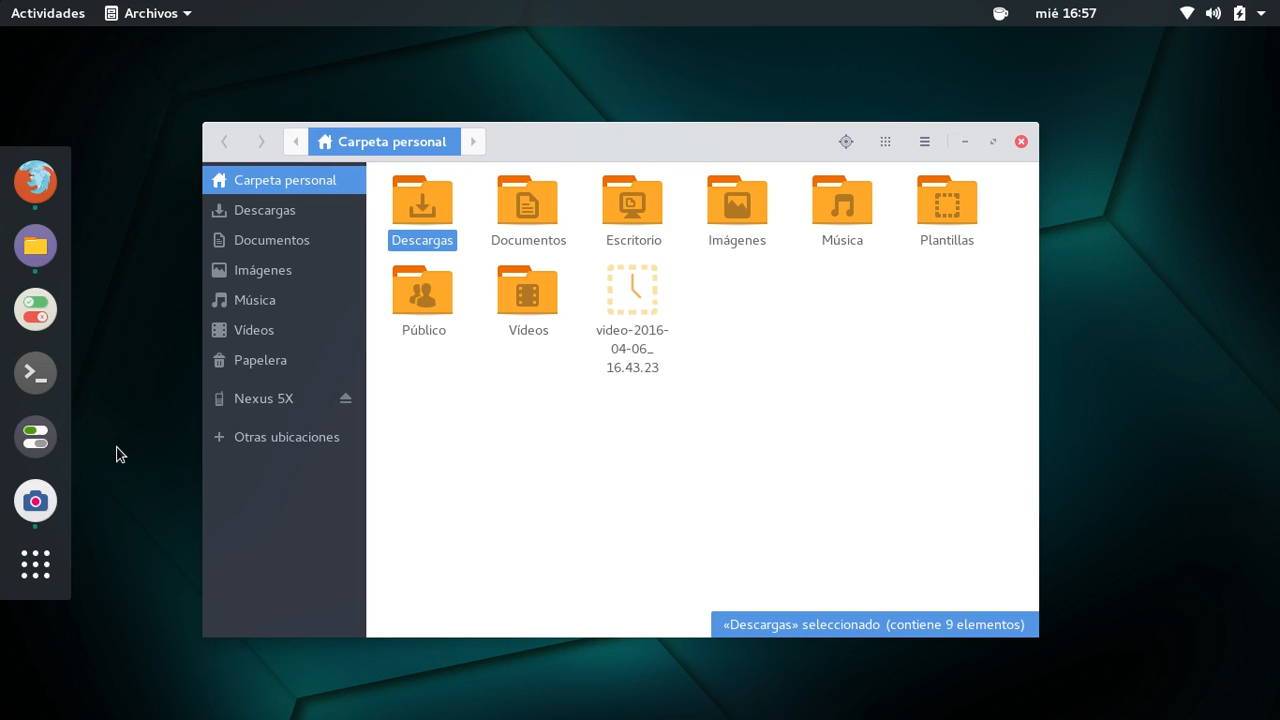 Actividades
Archivos
mié 16:57
Carpeta personal
Carpeta personal
Descargas
Documentos
Imágenes
Música
Vídeos
Papelera
Nexus 5X
Otras ubicaciones
Descargas
Documentos
Escritorio
Imágenes
Música
Plantillas
Público
Vídeos
video-2016-
04-06_
16.43.23
«Descargas» seleccionado (contiene 9 elementos)